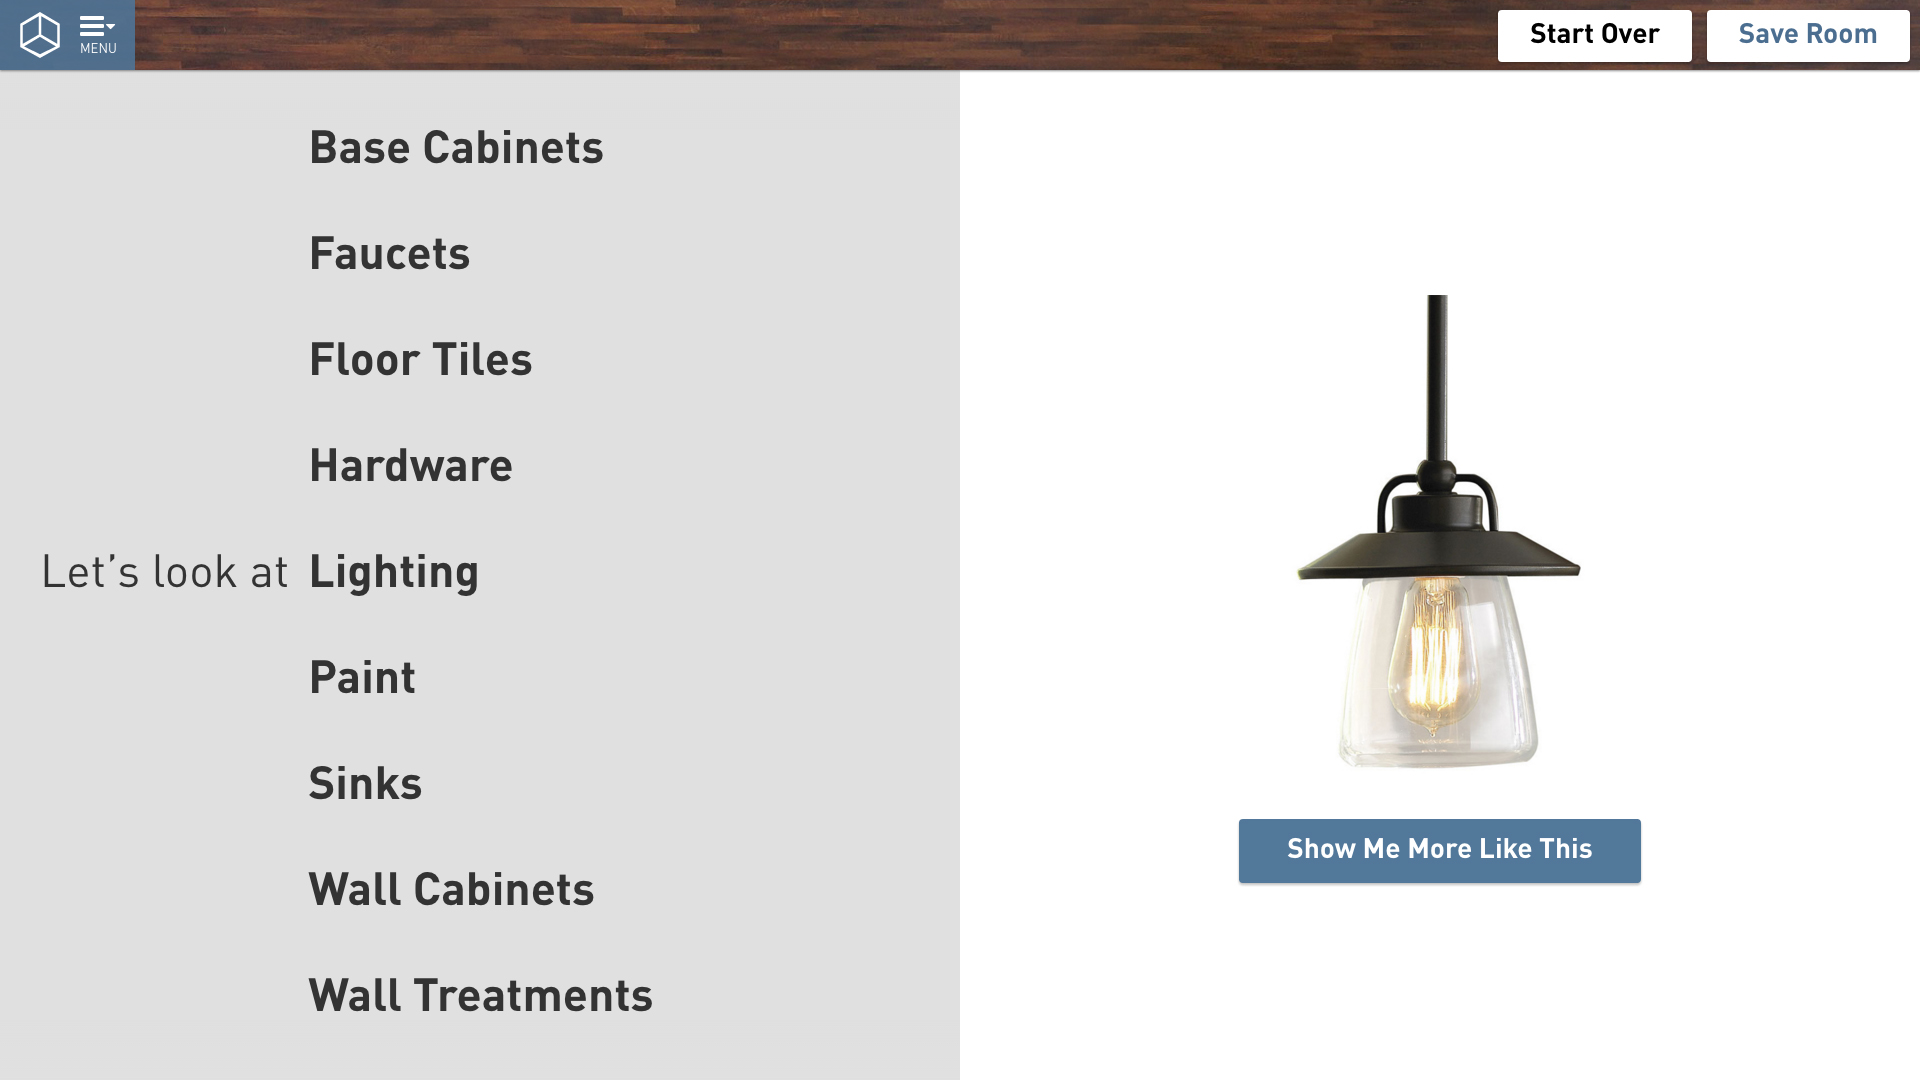 MENU
Start Over
Save Room
Base Cabinets
Faucets
Floor Tiles
Hardware
Let’s look at Lighting
Paint
Sinks
Wall Cabinets
Wall Treatments
Show Me More Like This